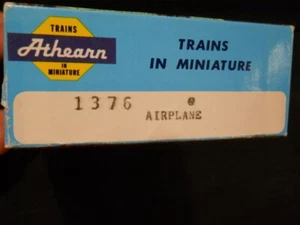 TRAINS
Athearn
IN
MINIATURE
TRAINS
IN MINIATURE
1376 @
AIRPLANE